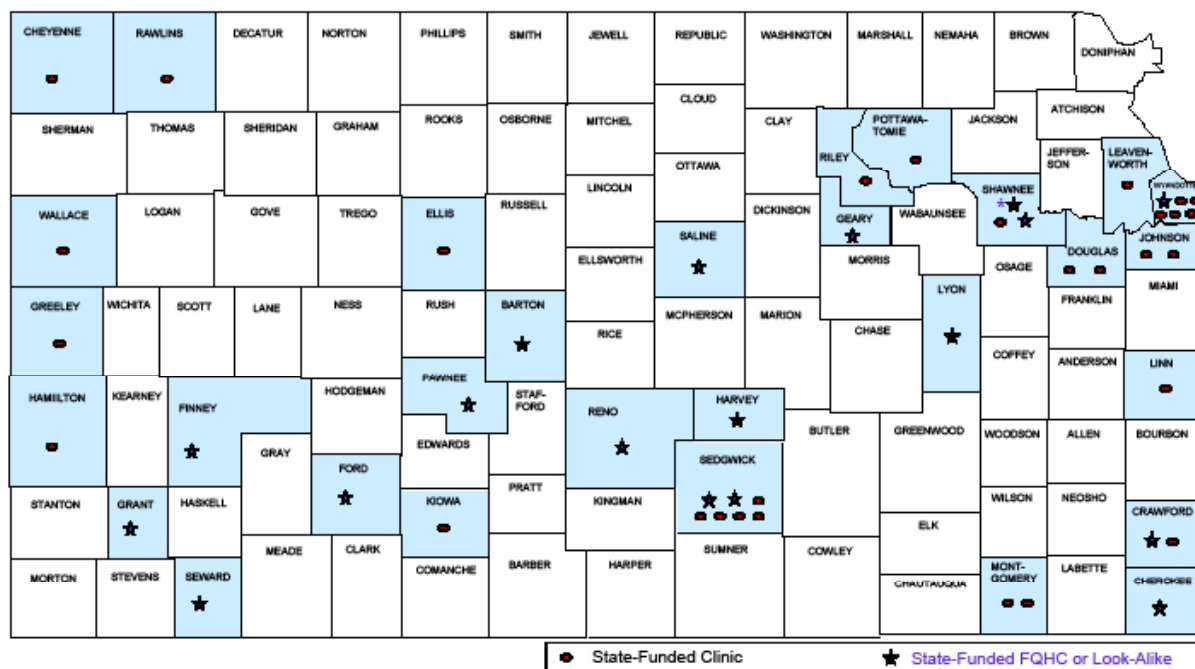 CHEYENNE
RAWLINS
DECATUR
NORTON
PHILLIPS
SMITH
JEWELL
REPUBLIC
WASHINGTON
MARSHALL
NEMAHA
BROWN
DONIPHAN
SHERMAN
THOMAS
SHERIDAN
GRAHAM
ROOKS
OSBORNE
MITCHEL
CLOUD
CLAY
RILEY
POTTAWA-
TOMIE
JACKSON
ATCHISON
JEFFER-
SON
LEAVEN-
WORTH
WYANDOTTE
OTTAWA
LINCOLN
WALLACE
LOGAN
GOVE
TREGO
ELLIS
RUSSELL
ELLSWORTH
SALINE
DICKINSON
GEARY
WABAUNSEE
SHAWNEE
*
DOUGLAS
JOHNSON
MORRIS
OSAGE
FRANKLIN
MIAMI
GREELEY
WICHITA
SCOTT
LANE
NESS
RUSH
BARTON
RICE
MCPHERSON
MARION
CHASE
LYON
COFFEY
ANDERSON
LINN
HAMIILTON
KEARNEY
FINNEY
HODGEMAN
PAWNEE
STAF-
FORD
RENO
HARVEY
BUTLER
GREENWOOD
WOODSON
ALLEN
BOURBON
GRAY
FORD
EDWARDS
SEDGWICK
STANTON
GRANT
HASKELL
KIOWA
PRATT
KINGMAN
ELK
WILSON
NEOSHO
CRAWFORD
MORTON
STEVENS
SEWARD
MEADE
CLARK
COMANCHE
BARBER
HARPER
SUMNER
COWLEY
CHAUTAUQUA
MONT-
GOMERY
LABETTE
CHEROKEE
State-Funded Clinic
State-Funded FQHC or Look-Alike